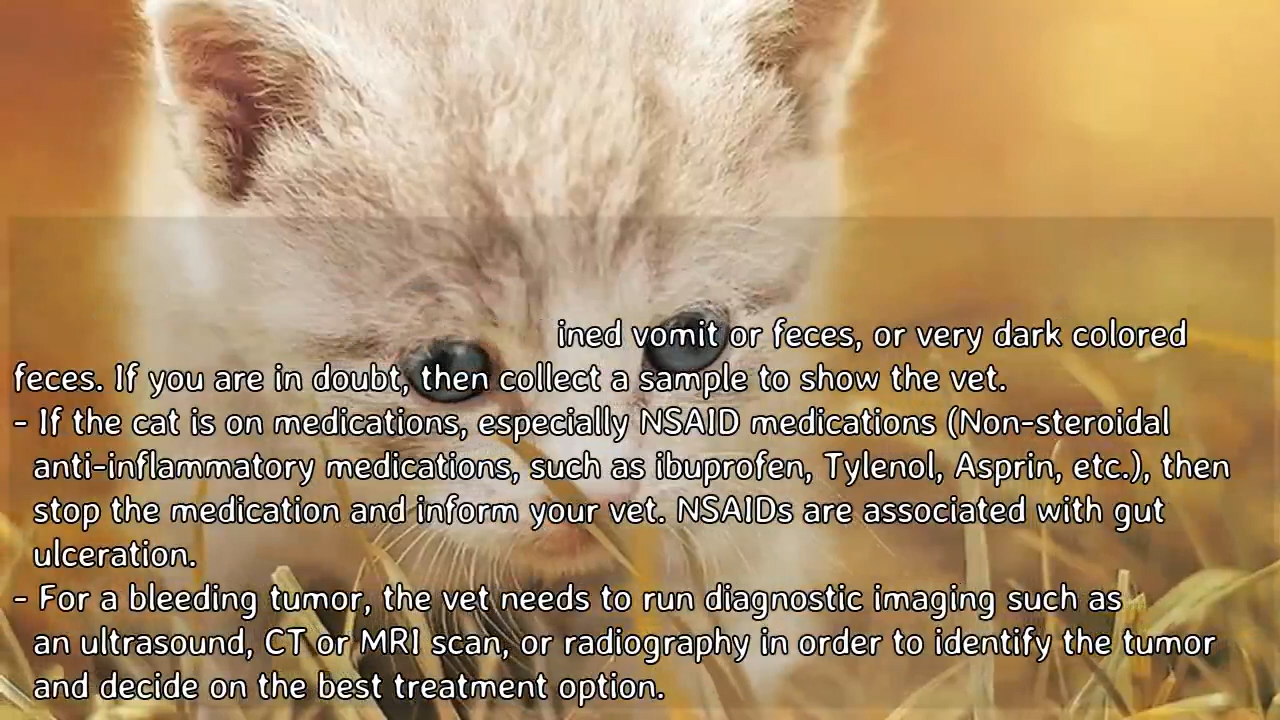 ined vomit or feces, or very dark colored
feces. If you are in doubt, then collect a sample to show the vet.
- If the cat is on medications, especially NSAID medications (Non-steroidal
anti-inflammatory medications, such as ibuprofen, Tylenol, Asprin, etc.), then
stop the medication and inform your vet. NSAIDs are associated with gut
ulceration.
- For a bleeding tumor, the vet needs to run diagnostic imaging such as
an ultrasound, CT or MRI scan, or radiography in order to identify the tumor
and decide on the best treatment option.